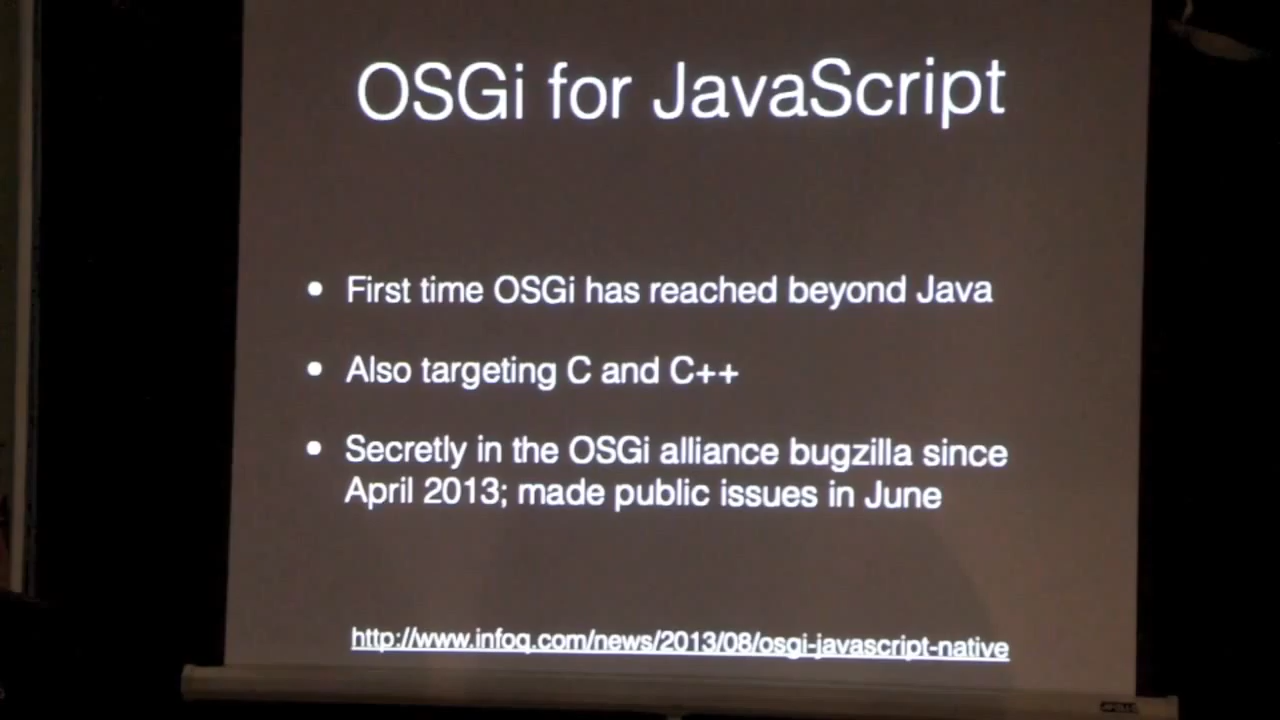 OSGi for JavaScript
• First time OSGi has reached beyond Java
• Also targeting C and C++
• Secretly in the OSGi alliance bugzilla since
April 2013; made public issues in June
http://www.infoq.com/news/2013/08/osgi-javascript-native